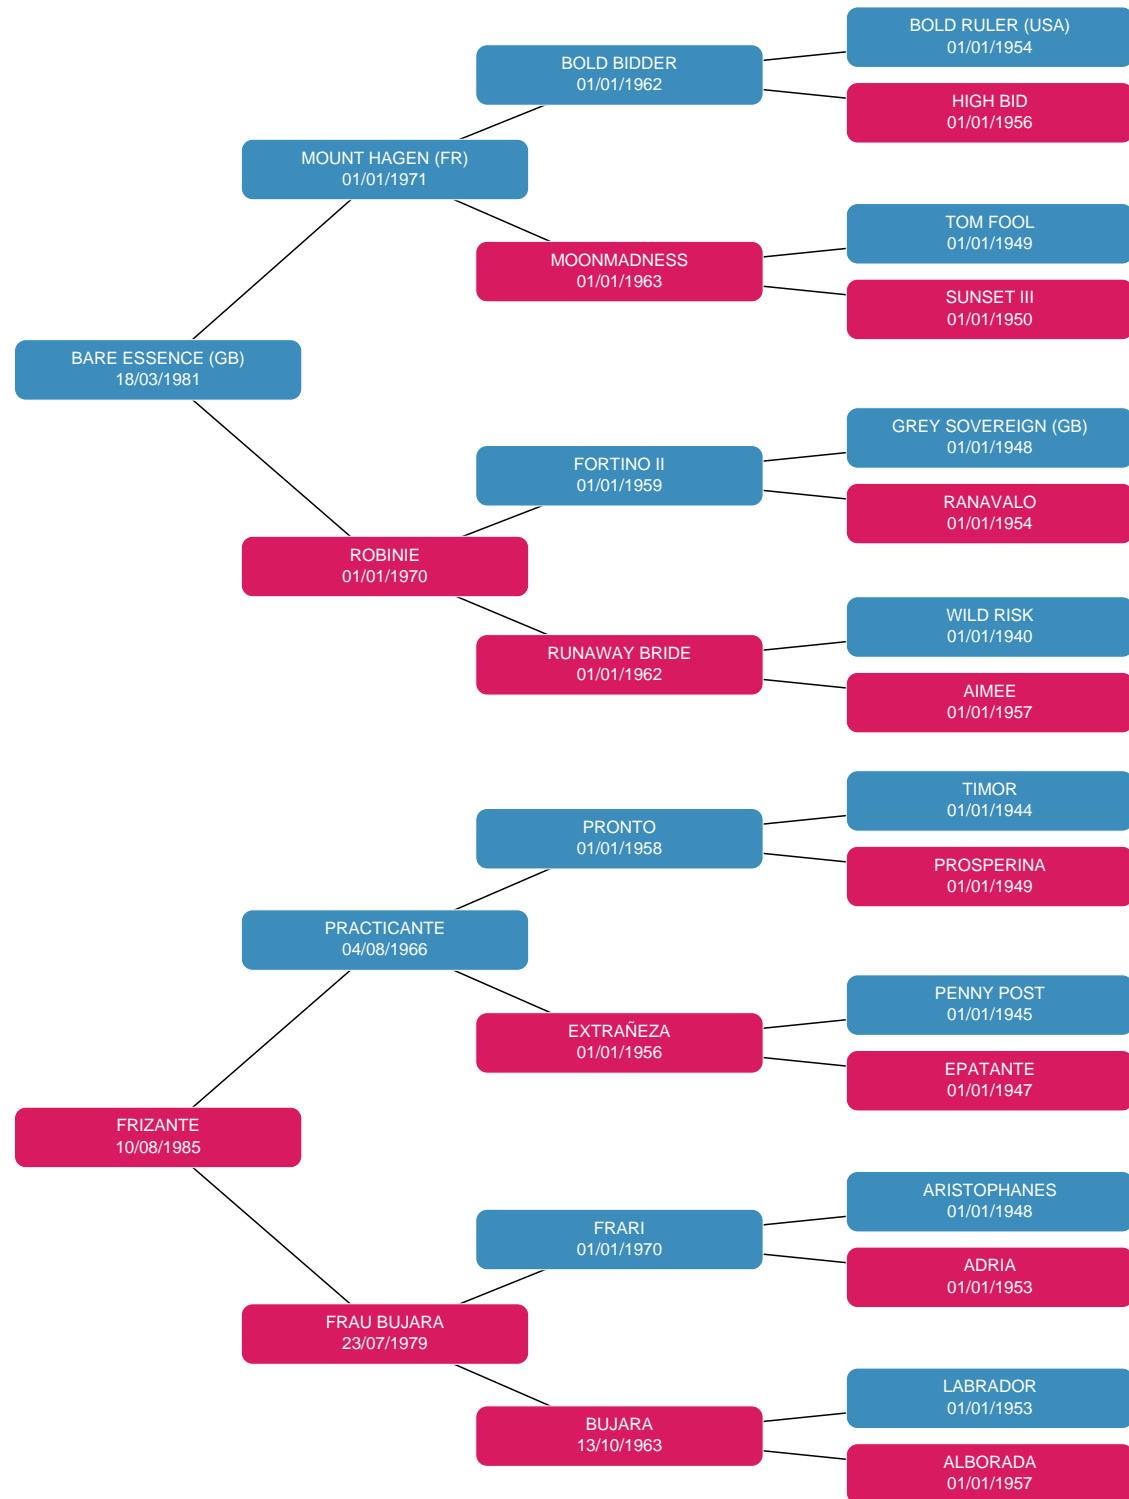 BOLD RULER (USA)
01/01/1954
BOLD BIDDER
01/01/1962
HIGH BID
01/01/1956
MOUNT HAGEN (FR)
01/01/1971
TOM FOOL
01/01/1949
MOONMADNESS
01/01/1963
SUNSET III
01/01/1950
BARE ESSENCE (GB)
18/03/1981
GREY SOVEREIGN (GB)
01/01/1948
FORTINO II
01/01/1959
RANAVALO
01/01/1954
ROBINIE
01/01/1970
WILD RISK
01/01/1940
RUNAWAY BRIDE
01/01/1962
AIMEE
01/01/1957
TIMOR
01/01/1944
PRONTO
01/01/1958
PROSPERINA
01/01/1949
PRACTICANTE
04/08/1966
PENNY POST
01/01/1945
EXTRAÑEZA
01/01/1956
EPATANTE
01/01/1947
FRIZANTE
10/08/1985
ARISTOPHANES
01/01/1948
FRARI
01/01/1970
ADRIA
01/01/1953
FRAU BUJARA
23/07/1979
LABRADOR
01/01/1953
BUJARA
13/10/1963
ALBORADA
01/01/1957